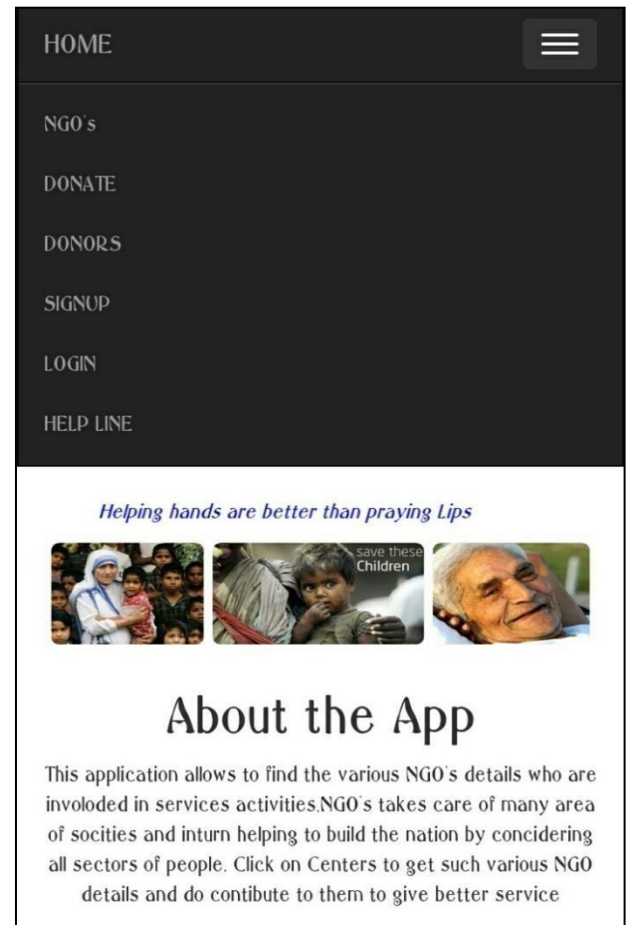 HOME
NGO's
DONATE
DONORS
SIGNUP
LOGIN
HELP LINE
Helping hands are better than praying Lips
save these
Children
About the App
This application allows to find the various NGO's details who are
involoded in services activities.NGO's takes care of many area
of socities and inturn helping to build the nation by concidering
all sectors of people. Click on Centers to get such various NGO
details and do contibute to them to give better service